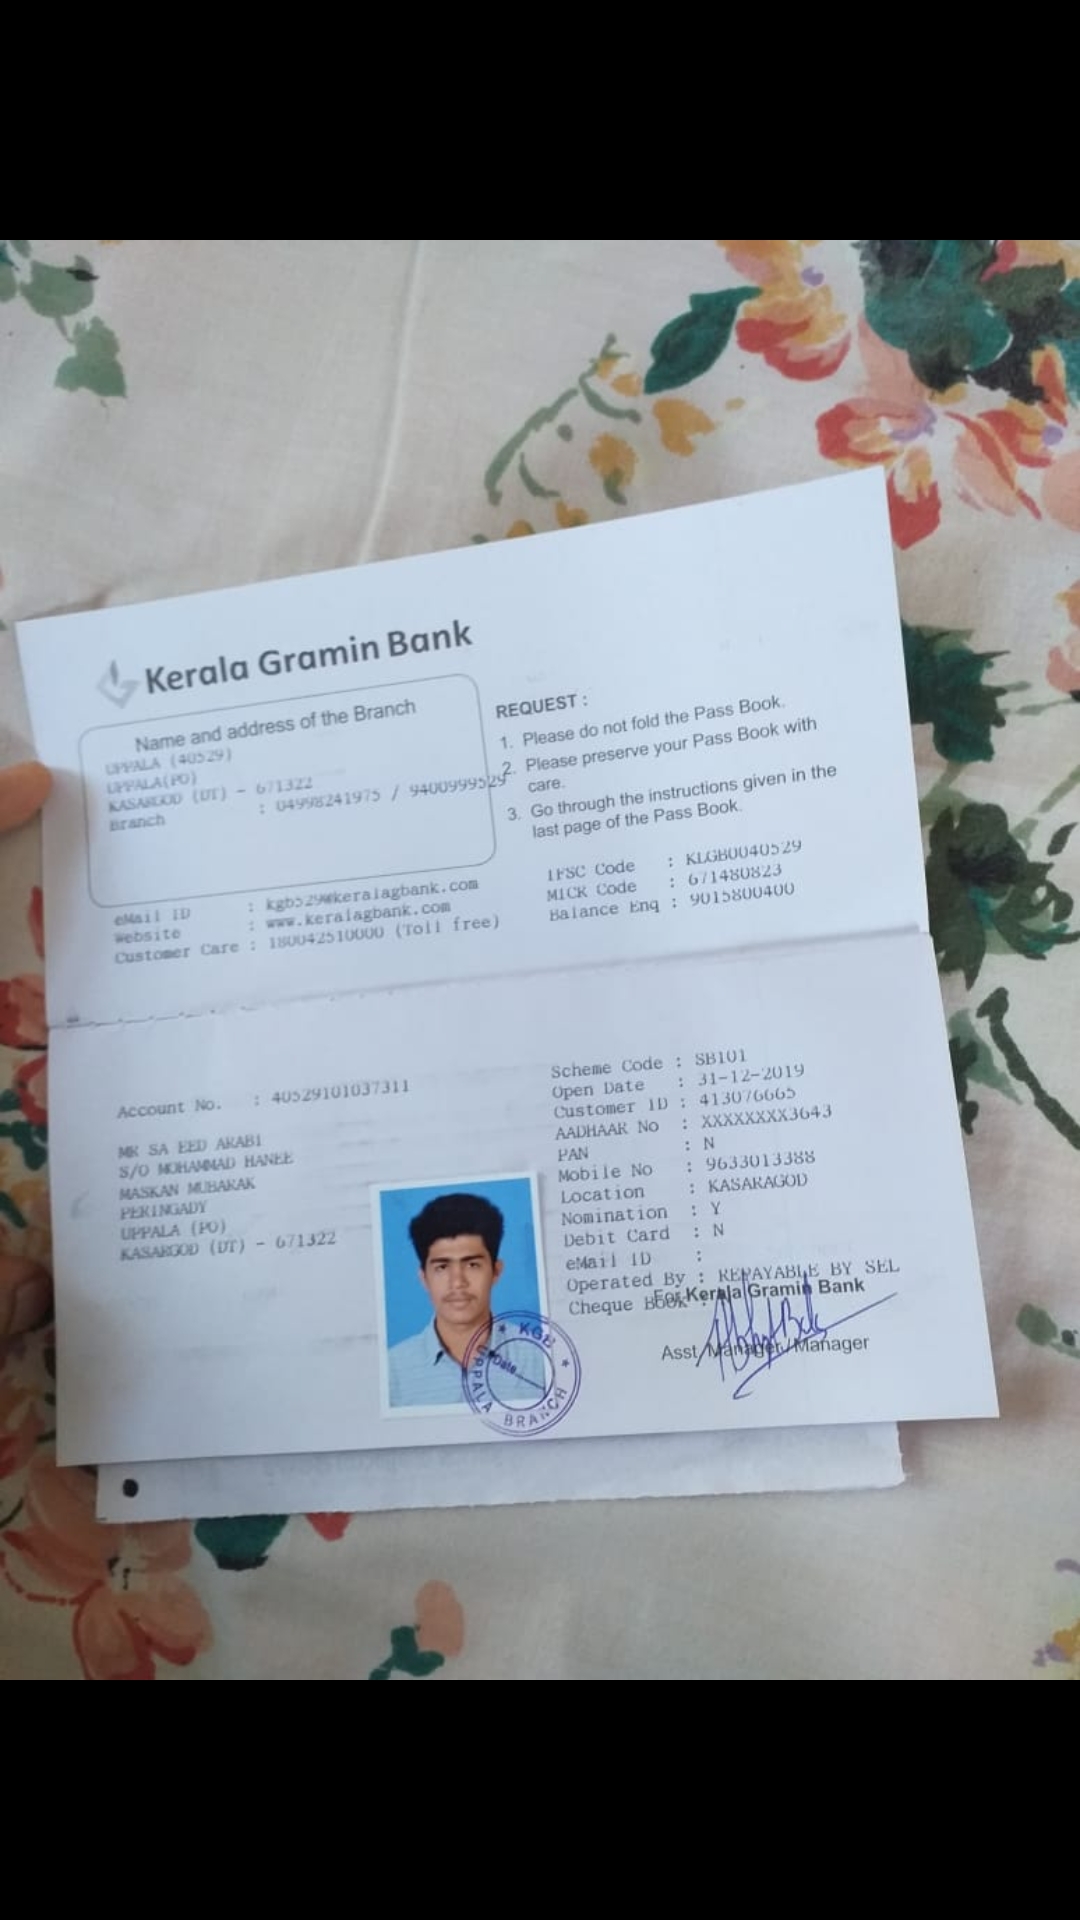 Kerala Gramin Bank
Name and address of the Branch
UPPALA (40529)
UPPALA(PO)
KASARGOD (DT) - 671322
Branch : 04998241975 / 9400999529
eMail ID : kgb529@keralagbank.com
Website : www.keralagbank.com
Customer Care : 180042510000 (Toll free)
REQUEST :
1. Please do not fold the Pass Book.
2. Please preserve your Pass Book with
care.
3. Go through the instructions given in the
last page of the Pass Book.
IFSC Code : KLGB0040529
MICR Code : 671480823
Balance Enq : 9015800400
Account No. : 40529101037311
MR SA EED ARABI
S/O MOHAMMAD HANEE
MASKAN MUBARAK
PERINGADY
UPPALA (PO)
KASARGOD (DT) - 671322
Scheme Code : SB101
Open Date : 31-12-2019
Customer ID : 413076665
AADHAAR No : XXXXXXXX3643
PAN : N
Mobile No : 9633013388
Location : KASARAGOD
Nomination : Y
Debit Card : N
eMail ID :
Operated By : REPAYABLE BY SEL
Cheque Book :
For Kerala Gramin Bank
Asst. Manager / Manager
KGB
Date
UPPALA BRANCH